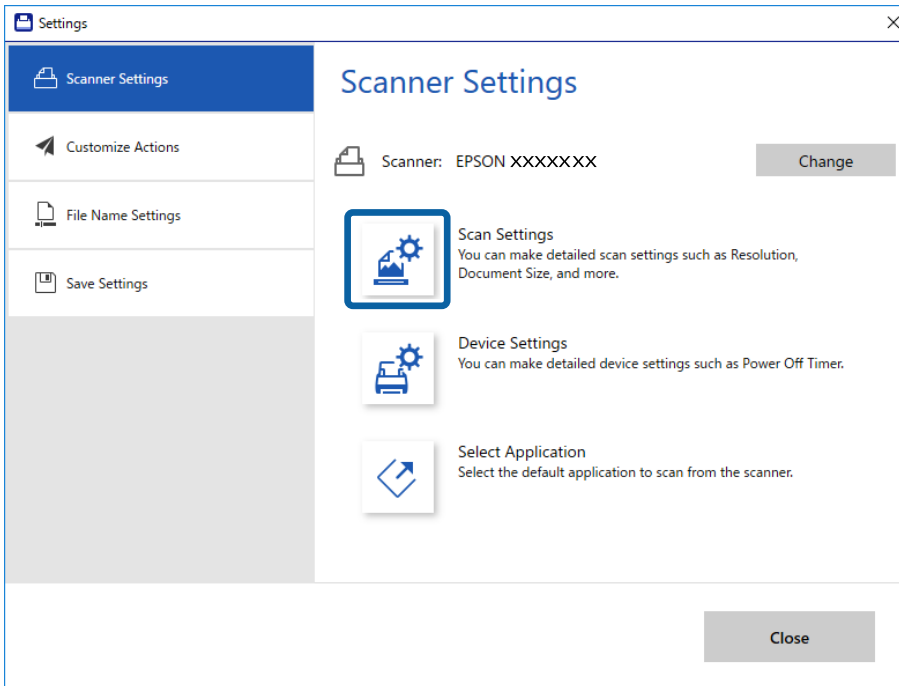 Settings
Scanner Settings
Customize Actions
File Name Settings
Save Settings
Scanner Settings
Scanner: EPSON XXXXXXX
Change
Scan Settings
You can make detailed scan settings such as Resolution,
Document Size, and more.
Device Settings
You can make detailed device settings such as Power Off Timer.
Select Application
Select the default application to scan from the scanner.
Close